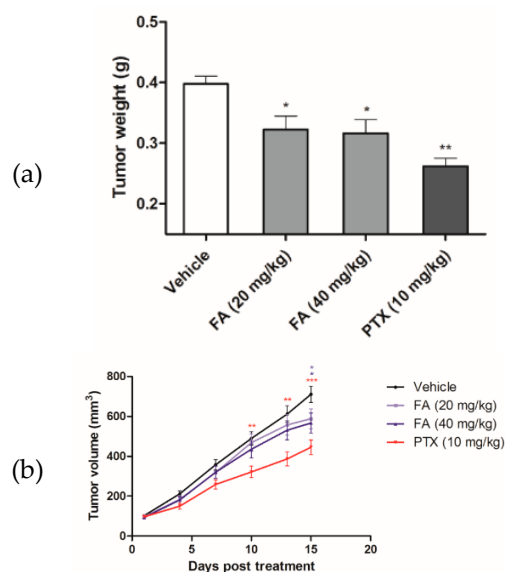 (a)
Tumor weight (g)
0.5
0.4
0.3
0.2
*
*
**
Vehicle
FA (20 mg/kg)
FA (40 mg/kg)
PTX (10 mg/kg)
(b)
Tumor volume (mm³)
800
600
400
200
0
0
5
10
15
20
Days post treatment
**
**
*
***
Vehicle
FA (20 mg/kg)
FA (40 mg/kg)
PTX (10 mg/kg)